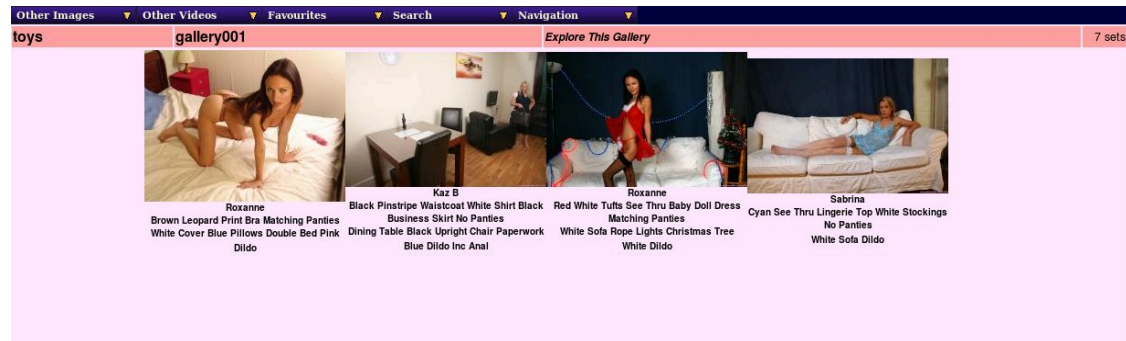 Other Images Other Videos Favourites Search Navigation
toys gallery001 Explore This Gallery 7 sets
Roxanne
Brown Leopard Print Bra Matching Panties
White Cover Blue Pillows Double Bed Pink
Dildo
Kaz B
Black Pinstripe Waistcoat White Shirt Black
Business Skirt No Panties
Dining Table Black Upright Chair Paperwork
Blue Dildo Inc Anal
Roxanne
Red White Tufts See Thru Baby Doll Dress
Matching Panties
White Sofa Rope Lights Christmas Tree
White Dildo
Sabrina
Cyan See Thru Lingerie Top White Stockings
No Panties
White Sofa Dildo